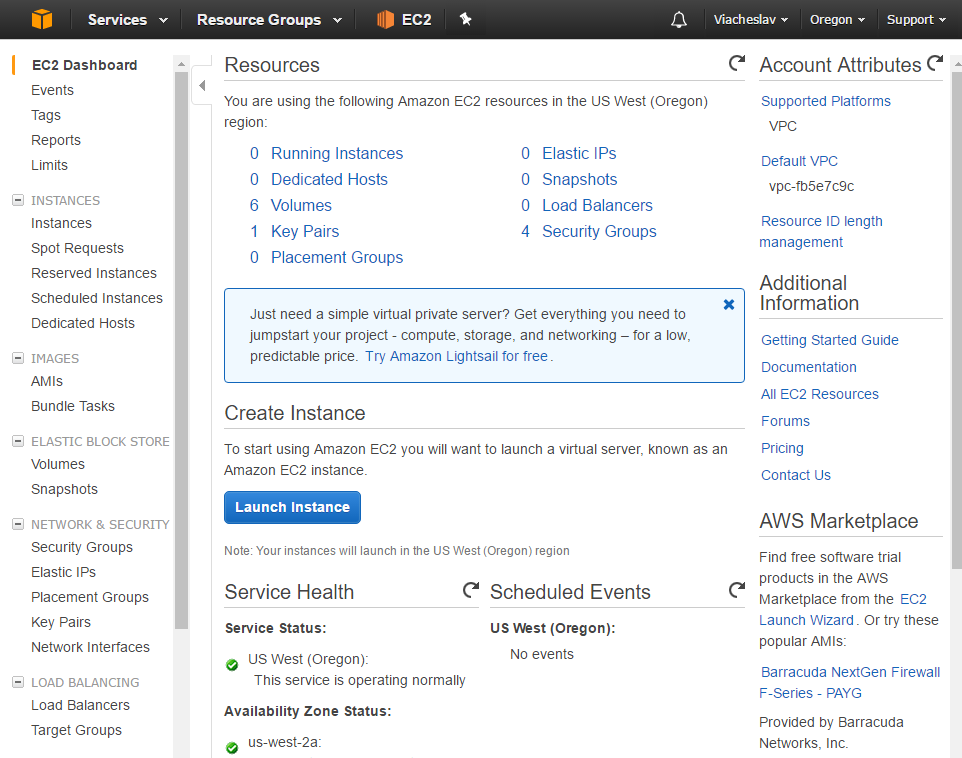 Services
Resource Groups
EC2
Viacheslav
Oregon
Support
EC2 Dashboard
Events
Tags
Reports
Limits
INSTANCES
Instances
Spot Requests
Reserved Instances
Scheduled Instances
Dedicated Hosts
IMAGES
AMIs
Bundle Tasks
ELASTIC BLOCK STORE
Volumes
Snapshots
NETWORK & SECURITY
Security Groups
Elastic IPs
Placement Groups
Key Pairs
Network Interfaces
LOAD BALANCING
Load Balancers
Target Groups
Resources
You are using the following Amazon EC2 resources in the US West (Oregon)
region:
0 Running Instances
0 Dedicated Hosts
6 Volumes
1 Key Pairs
0 Placement Groups
0 Elastic IPs
0 Snapshots
0 Load Balancers
4 Security Groups
Just need a simple virtual private server? Get everything you need to
jumpstart your project - compute, storage, and networking – for a low,
predictable price. Try Amazon Lightsail for free.
Create Instance
To start using Amazon EC2 you will want to launch a virtual server, known as an
Amazon EC2 instance.
Launch Instance
Note: Your instances will launch in the US West (Oregon) region
Service Health
Service Status:
US West (Oregon):
This service is operating normally
Availability Zone Status:
us-west-2a:
Scheduled Events
US West (Oregon):
No events
Account Attributes
Supported Platforms
VPC
Default VPC
vpc-fb5e7c9c
Resource ID length
management
Additional
Information
Getting Started Guide
Documentation
All EC2 Resources
Forums
Pricing
Contact Us
AWS Marketplace
Find free software trial
products in the AWS
Marketplace from the EC2
Launch Wizard. Or try these
popular AMIs:
Barracuda NextGen Firewall
F-Series - PAYG
Provided by Barracuda
Networks, Inc.